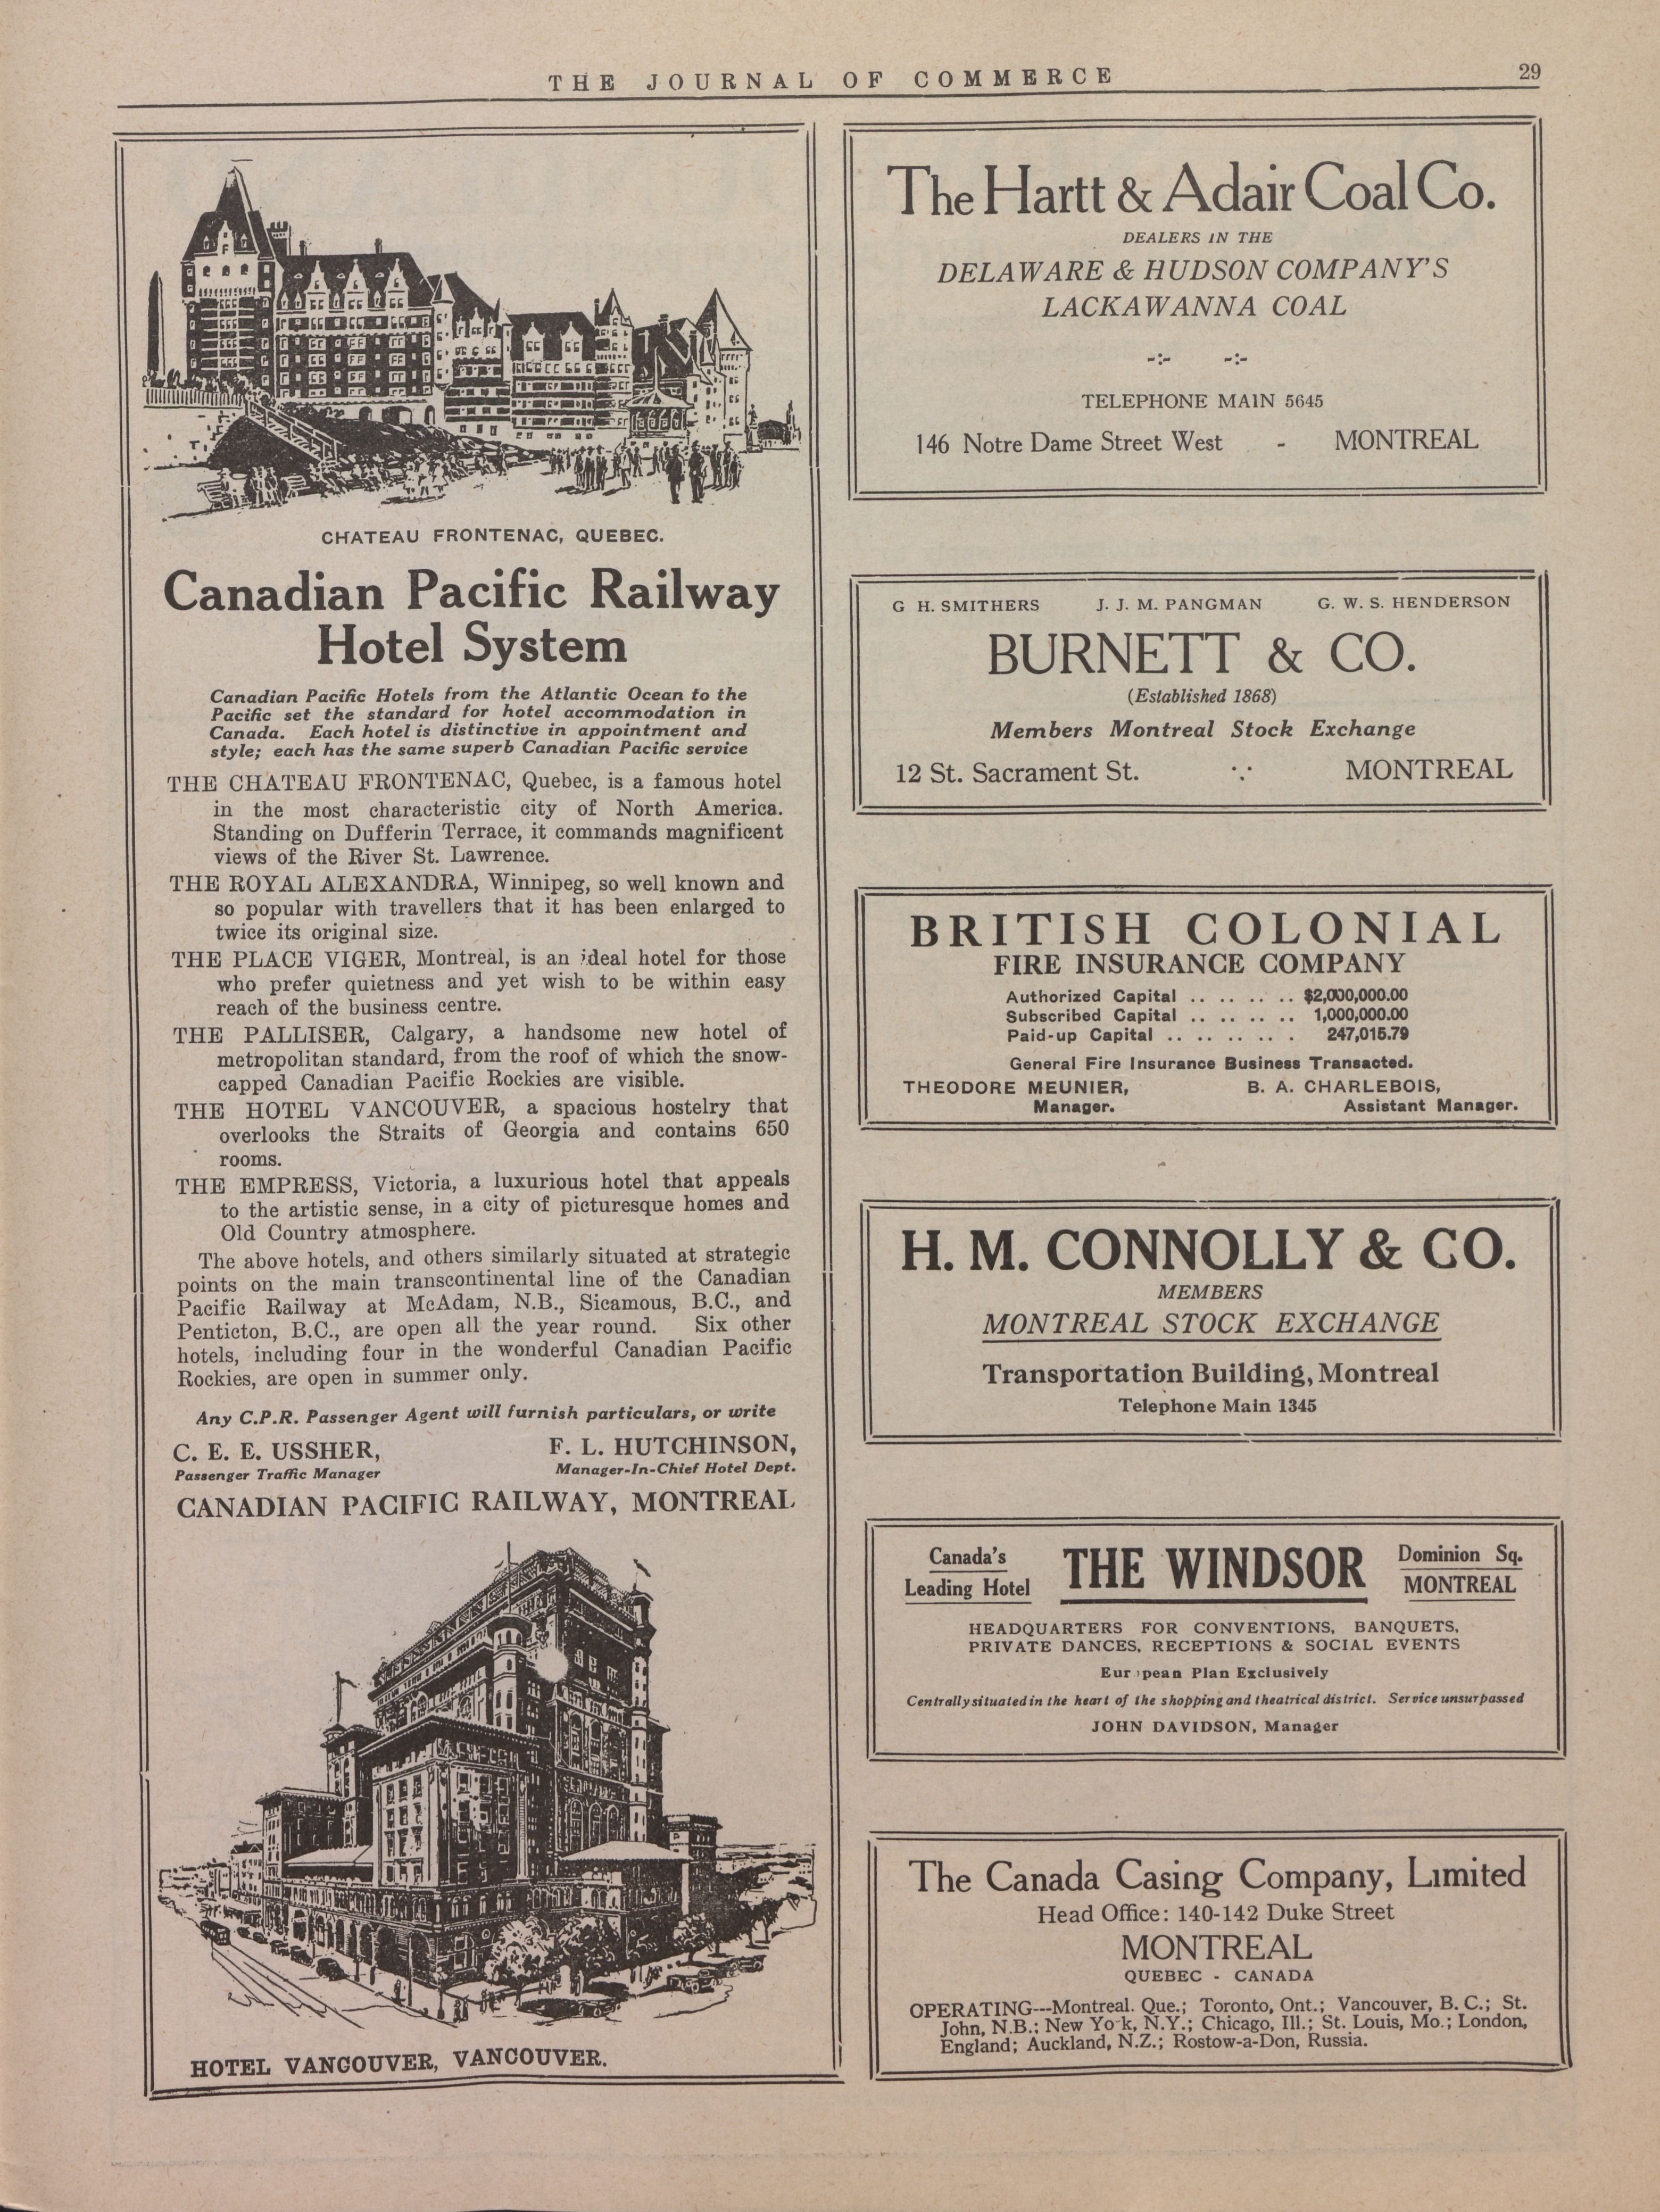 THE JOURNAL OF COMMERCE
29
CHATEAU FRONTENAC, QUEBEC.
Canadian Pacific Railway
Hotel System
Canadian Pacific Hotels from the Atlantic Ocean to the
Pacific set the standard for hotel accommodation in
Canada. Each hotel is distinctive in appointment and
style; each has the same superb Canadian Pacific service
THE CHATEAU FRONTENAC, Quebec, is a famous hotel
in the most characteristic city of North America.
Standing on Dufferin Terrace, it commands magnificent
views of the River St. Lawrence.
THE ROYAL ALEXANDRA, Winnipeg, so well known and
so popular with travellers that it has been enlarged to
twice its original size.
THE PLACE VIGER, Montreal, is an ideal hotel for those
who prefer quietness and yet wish to be within easy
reach of the business centre.
THE PALLISER, Calgary, a handsome new hotel of
metropolitan standard, from the roof of which the snow-
capped Canadian Pacific Rockies are visible.
THE HOTEL VANCOUVER, a spacious hostelry that
overlooks the Straits of Georgia and contains 650
rooms.
THE EMPRESS, Victoria, a luxurious hotel that appeals
to the artistic sense, in a city of picturesque homes and
Old Country atmosphere.
The above hotels, and others similarly situated at strategic
points on the main transcontinental line of the Canadian
Pacific Railway at McAdam, N.B., Sicamous, B.C., and
Penticton, B.C., are open all the year round. Six other
hotels, including four in the wonderful Canadian Pacific
Rockies, are open in summer only.
Any C.P.R. Passenger Agent will furnish particulars, or write
C. E. E. USSHER, F. L. HUTCHINSON,
Passenger Traffic Manager Manager-In-Chief Hotel Dept.
CANADIAN PACIFIC RAILWAY, MONTREAL
HOTEL VANCOUVER, VANCOUVER.
The Hartt & Adair Coal Co.
DEALERS IN THE
DELAWARE & HUDSON COMPANY'S
LACKAWANNA COAL
-:- -:-
TELEPHONE MAIN 5645
146 Notre Dame Street West - MONTREAL
G H. SMITHERS J. J. M. PANGMAN G. W. S. HENDERSON
BURNETT & CO.
(Established 1868)
Members Montreal Stock Exchange
12 St. Sacrament St. ∵ MONTREAL
BRITISH COLONIAL
FIRE INSURANCE COMPANY
Authorized Capital .. .. .. .. $2,000,000.00
Subscribed Capital .. .. .. .. 1,000,000.00
Paid-up Capital .. .. .. .. . 247,015.79
General Fire Insurance Business Transacted.
THEODORE MEUNIER, B. A. CHARLEBOIS,
Manager. Assistant Manager.
H. M. CONNOLLY & CO.
MEMBERS
MONTREAL STOCK EXCHANGE
Transportation Building, Montreal
Telephone Main 1345
Canada's
Leading Hotel
THE WINDSOR
Dominion Sq.
MONTREAL
HEADQUARTERS FOR CONVENTIONS, BANQUETS,
PRIVATE DANCES, RECEPTIONS & SOCIAL EVENTS
European Plan Exclusively
Centrally situated in the heart of the shopping and theatrical district. Service unsurpassed
JOHN DAVIDSON, Manager
The Canada Casing Company, Limited
Head Office: 140-142 Duke Street
MONTREAL
QUEBEC - CANADA
OPERATING---Montreal. Que.; Toronto, Ont.; Vancouver, B. C.; St.
John, N.B.; New York, N.Y.; Chicago, Ill.; St. Louis, Mo.; London,
England; Auckland, N.Z.; Rostow-a-Don, Russia.